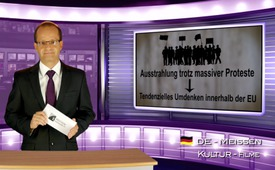 Ausstrahlung trotz massiver Proteste
Tendenzielles Umdenken innerhalb der EU
DE - MEISSEN
KULTUR - FILME